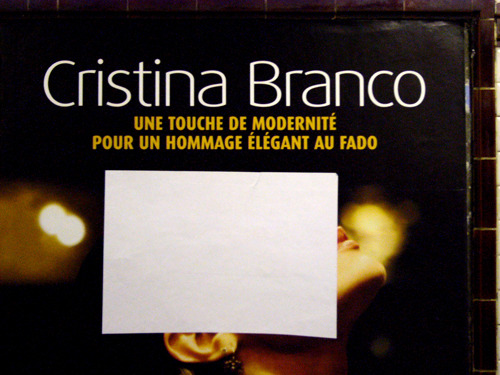 Cristina Branco
UNE TOUCHE DE MODERNITÉ
POUR UN HOMMAGE ÉLÉGANT AU FADO